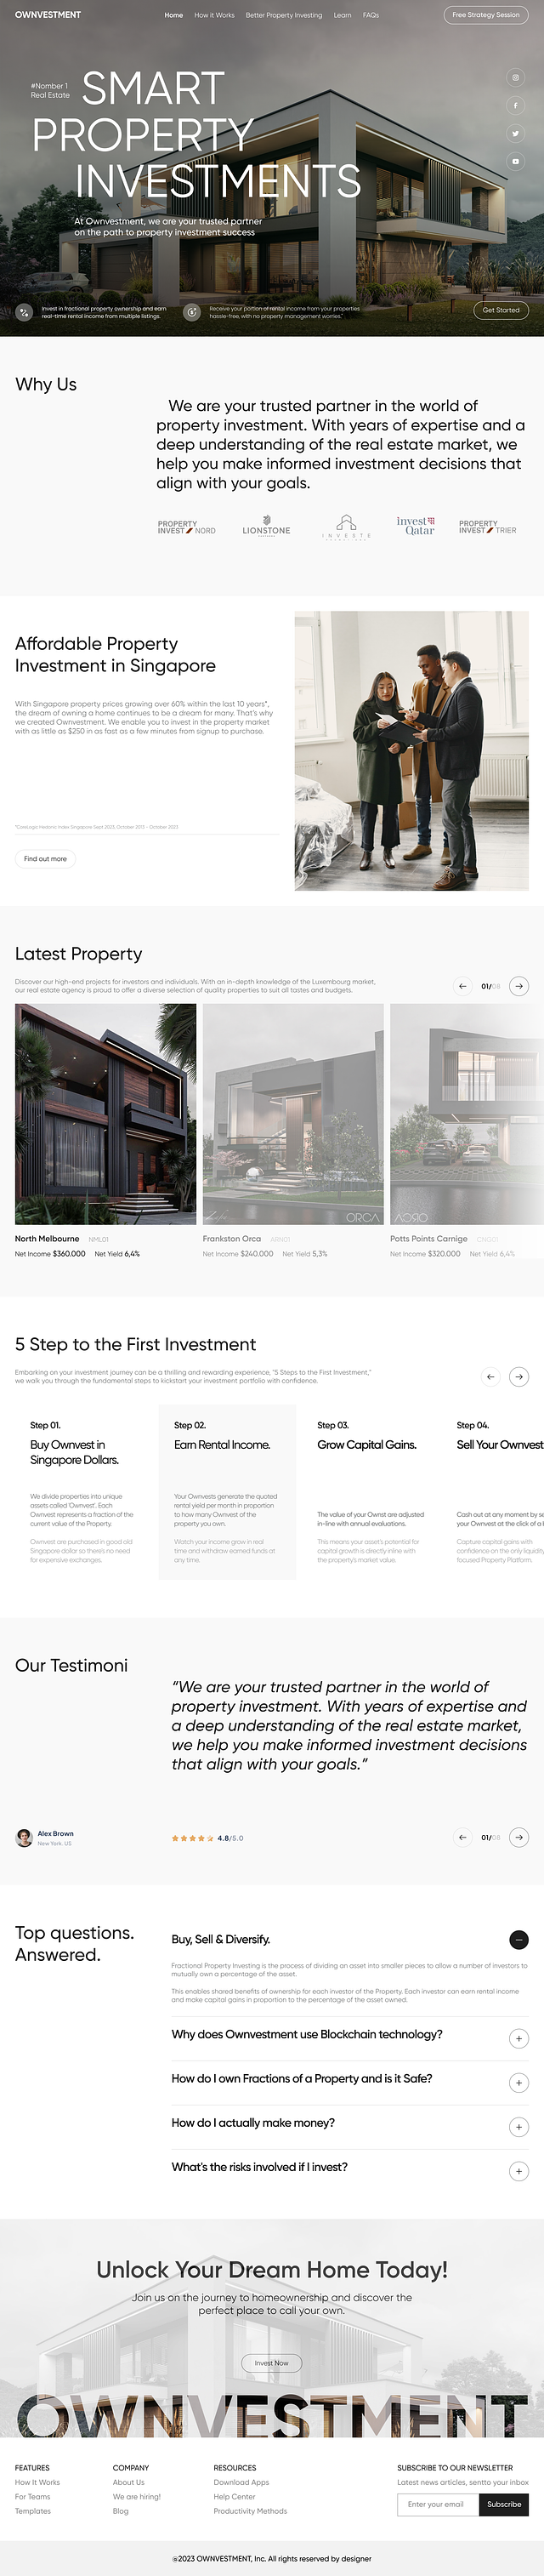 OWNVESTMENT
Home
How it Works
Better Property Investing
Learn
FAQs
Free Strategy Session
#Nomber 1
Real Estate
SMART
PROPERTY
INVESTMENTS
At Ownvestment, we are your trusted partner
on the path to property investment success
Invest in fractional property ownership and earn
real-time rental income from multiple listings.
Receive your portion of rental income from your properties
hassle-free, with no property management worries."
Get Started
Why Us
We are your trusted partner in the world of
property investment. With years of expertise and a
deep understanding of the real estate market, we
help you make informed investment decisions that
align with your goals.
PROPERTY
INVEST NORD
LIONSTONE
INVESTE
invest
Qatar
PROPERTY
INVEST TRIER
Affordable Property
Investment in Singapore
With Singapore property prices growing over 60% within the last 10 years*,
the dream of owning a home continues to be a dream for many. That's why
we created Ownvestment. We enable you to invest in the property market
with as little as $250 in as fast as a few minutes from signup to purchase.
*CoreLogic Hedonic Index Singapore Sept 2023, October 2013 - October 2023
Find out more
Latest Property
Discover our high-end projects for investors and individuals. With an in-depth knowledge of the Luxembourg market,
our real estate agency is proud to offer a diverse selection of quality properties to suit all tastes and budgets.
01/08
ORCA
North Melbourne NML01
Net Income $360.000 Net Yield 6,4%
Frankston Orca
Net Income $240.000 Net Yield 5,3%
Potts Points Carnige
Net Income $320.000 Net Yield 6,4%
5 Step to the First Investment
Embarking on your investment journey can be a thrilling and rewarding experience, "5 Steps to the First Investment,"
we walk you through the fundamental steps to kickstart your investment portfolio with confidence.
Step 01.
Buy Ownvest in
Singapore Dollars.
We divide properties into unique
assets called 'Ownvest'. Each
Ownvest represents a fraction of the
current value of the Property.
Ownvest are purchased in good old
Singapore dollar so there's no need
for expensive exchanges.
Step 02.
Earn Rental Income.
Your Ownvests generate the quoted
rental yield per month in proportion
to how many Ownvest of the
property you own.
Watch your income grow in real
time and withdraw earned funds at
any time.
Step 03.
Grow Capital Gains.
The value of your Ownst are adjusted
in-line with annual evaluations.
This means your asset's potential for
capital growth is directly inline with
the property's market value.
Step 04.
Sell Your Ownvest
Cash out at any moment by se
your Ownvest at the click of a
Capture capital gains with
confidence on the only liquidity
focused Property Platform.
Our Testimoni
“We are your trusted partner in the world of
property investment. With years of expertise and
a deep understanding of the real estate market,
we help you make informed investment decisions
that align with your goals.”
Alex Brown
New York. US
4.8/5.0
01/08
Top questions.
Answered.
Buy, Sell & Diversify.
Fractional Property Investing is the process of dividing an asset into smaller pieces to allow a number of investors to
mutually own a percentage of the asset.
This enables shared benefits of ownership for each investor of the Property. Each investor can earn rental income
and make capital gains in proportion to the percentage of the asset owned.
Why does Ownvestment use Blockchain technology?
How do I own Fractions of a Property and is it Safe?
How do I actually make money?
What's the risks involved if I invest?
Unlock Your Dream Home Today!
Join us on the journey to homeownership and discover the
perfect place to call your own.
Invest Now
OWNVESTMENT
FEATURES
How It Works
For Teams
Templates
COMPANY
About Us
We are hiring!
Blog
RESOURCES
Download Apps
Help Center
Productivity Methods
SUBSCRIBE TO OUR NEWSLETTER
Latest news articles, sentto your inbox
Enter your email
Subscribe
@2023 OWNVESTMENT, Inc. All rights reserved by designer